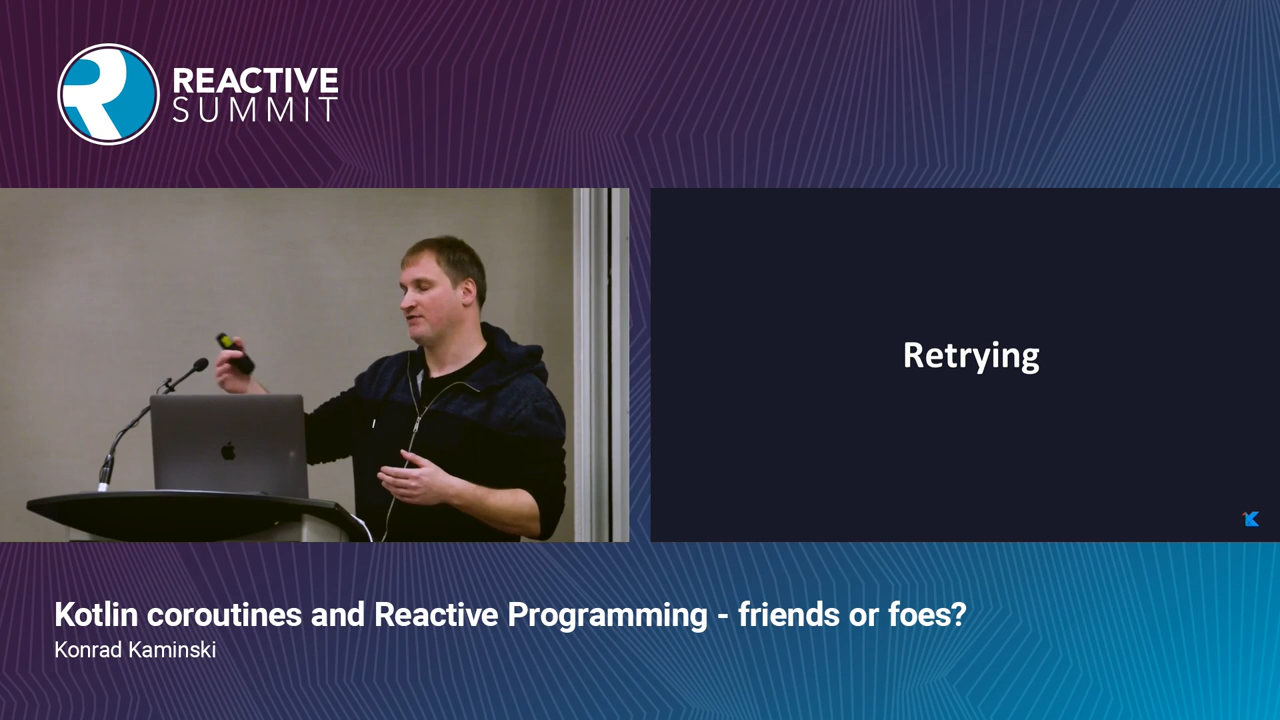 REACTIVE
SUMMIT
Retrying
Kotlin coroutines and Reactive Programming - friends or foes?
Konrad Kaminski